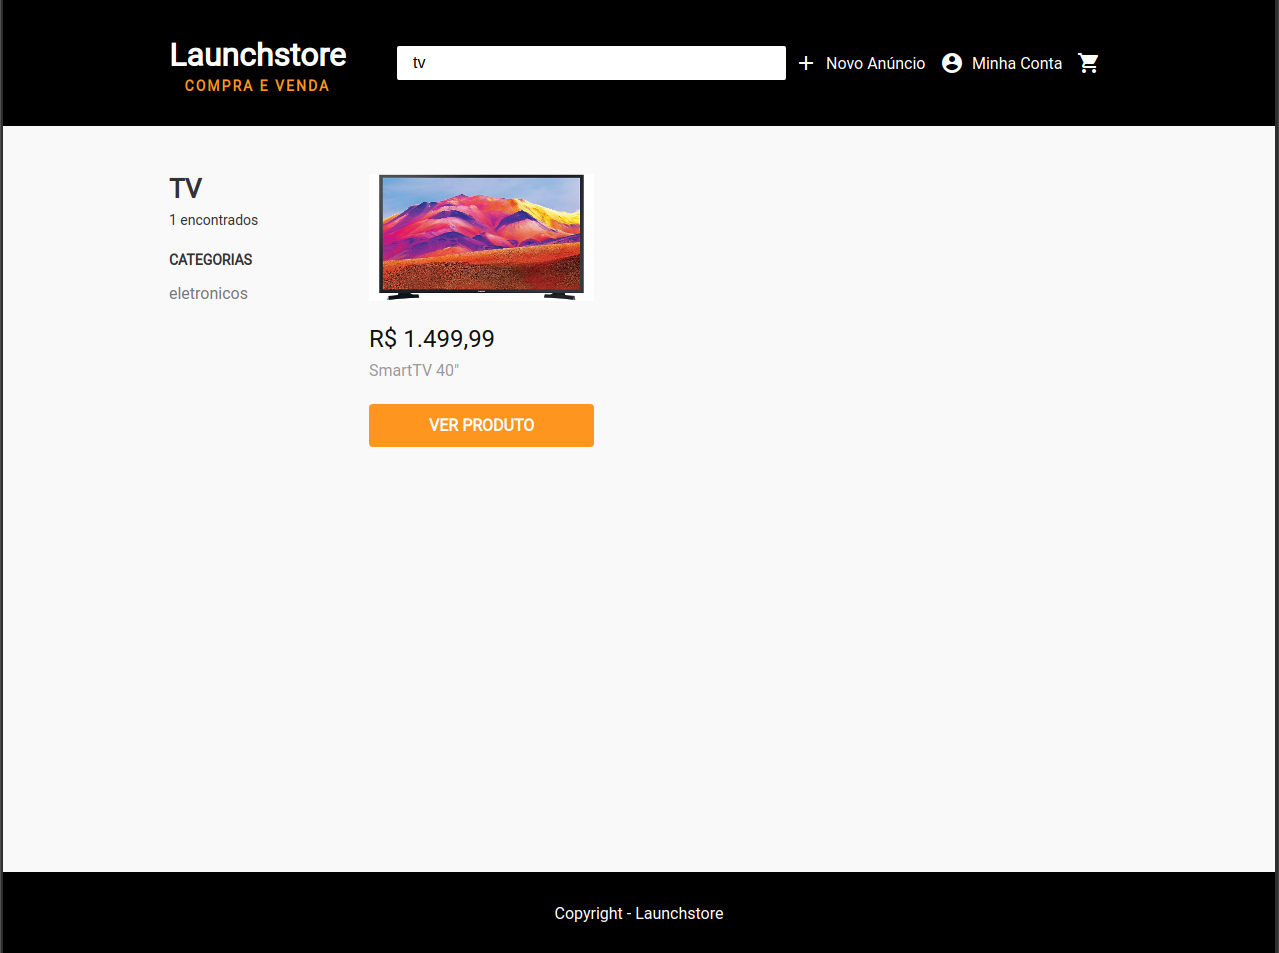 Launchstore
COMPRA E VENDA
tv
Novo Anúncio
Minha Conta
TV
1 encontrados
CATEGORIAS
eletronicos
R$ 1.499,99
SmartTV 40"
VER PRODUTO
Copyright - Launchstore